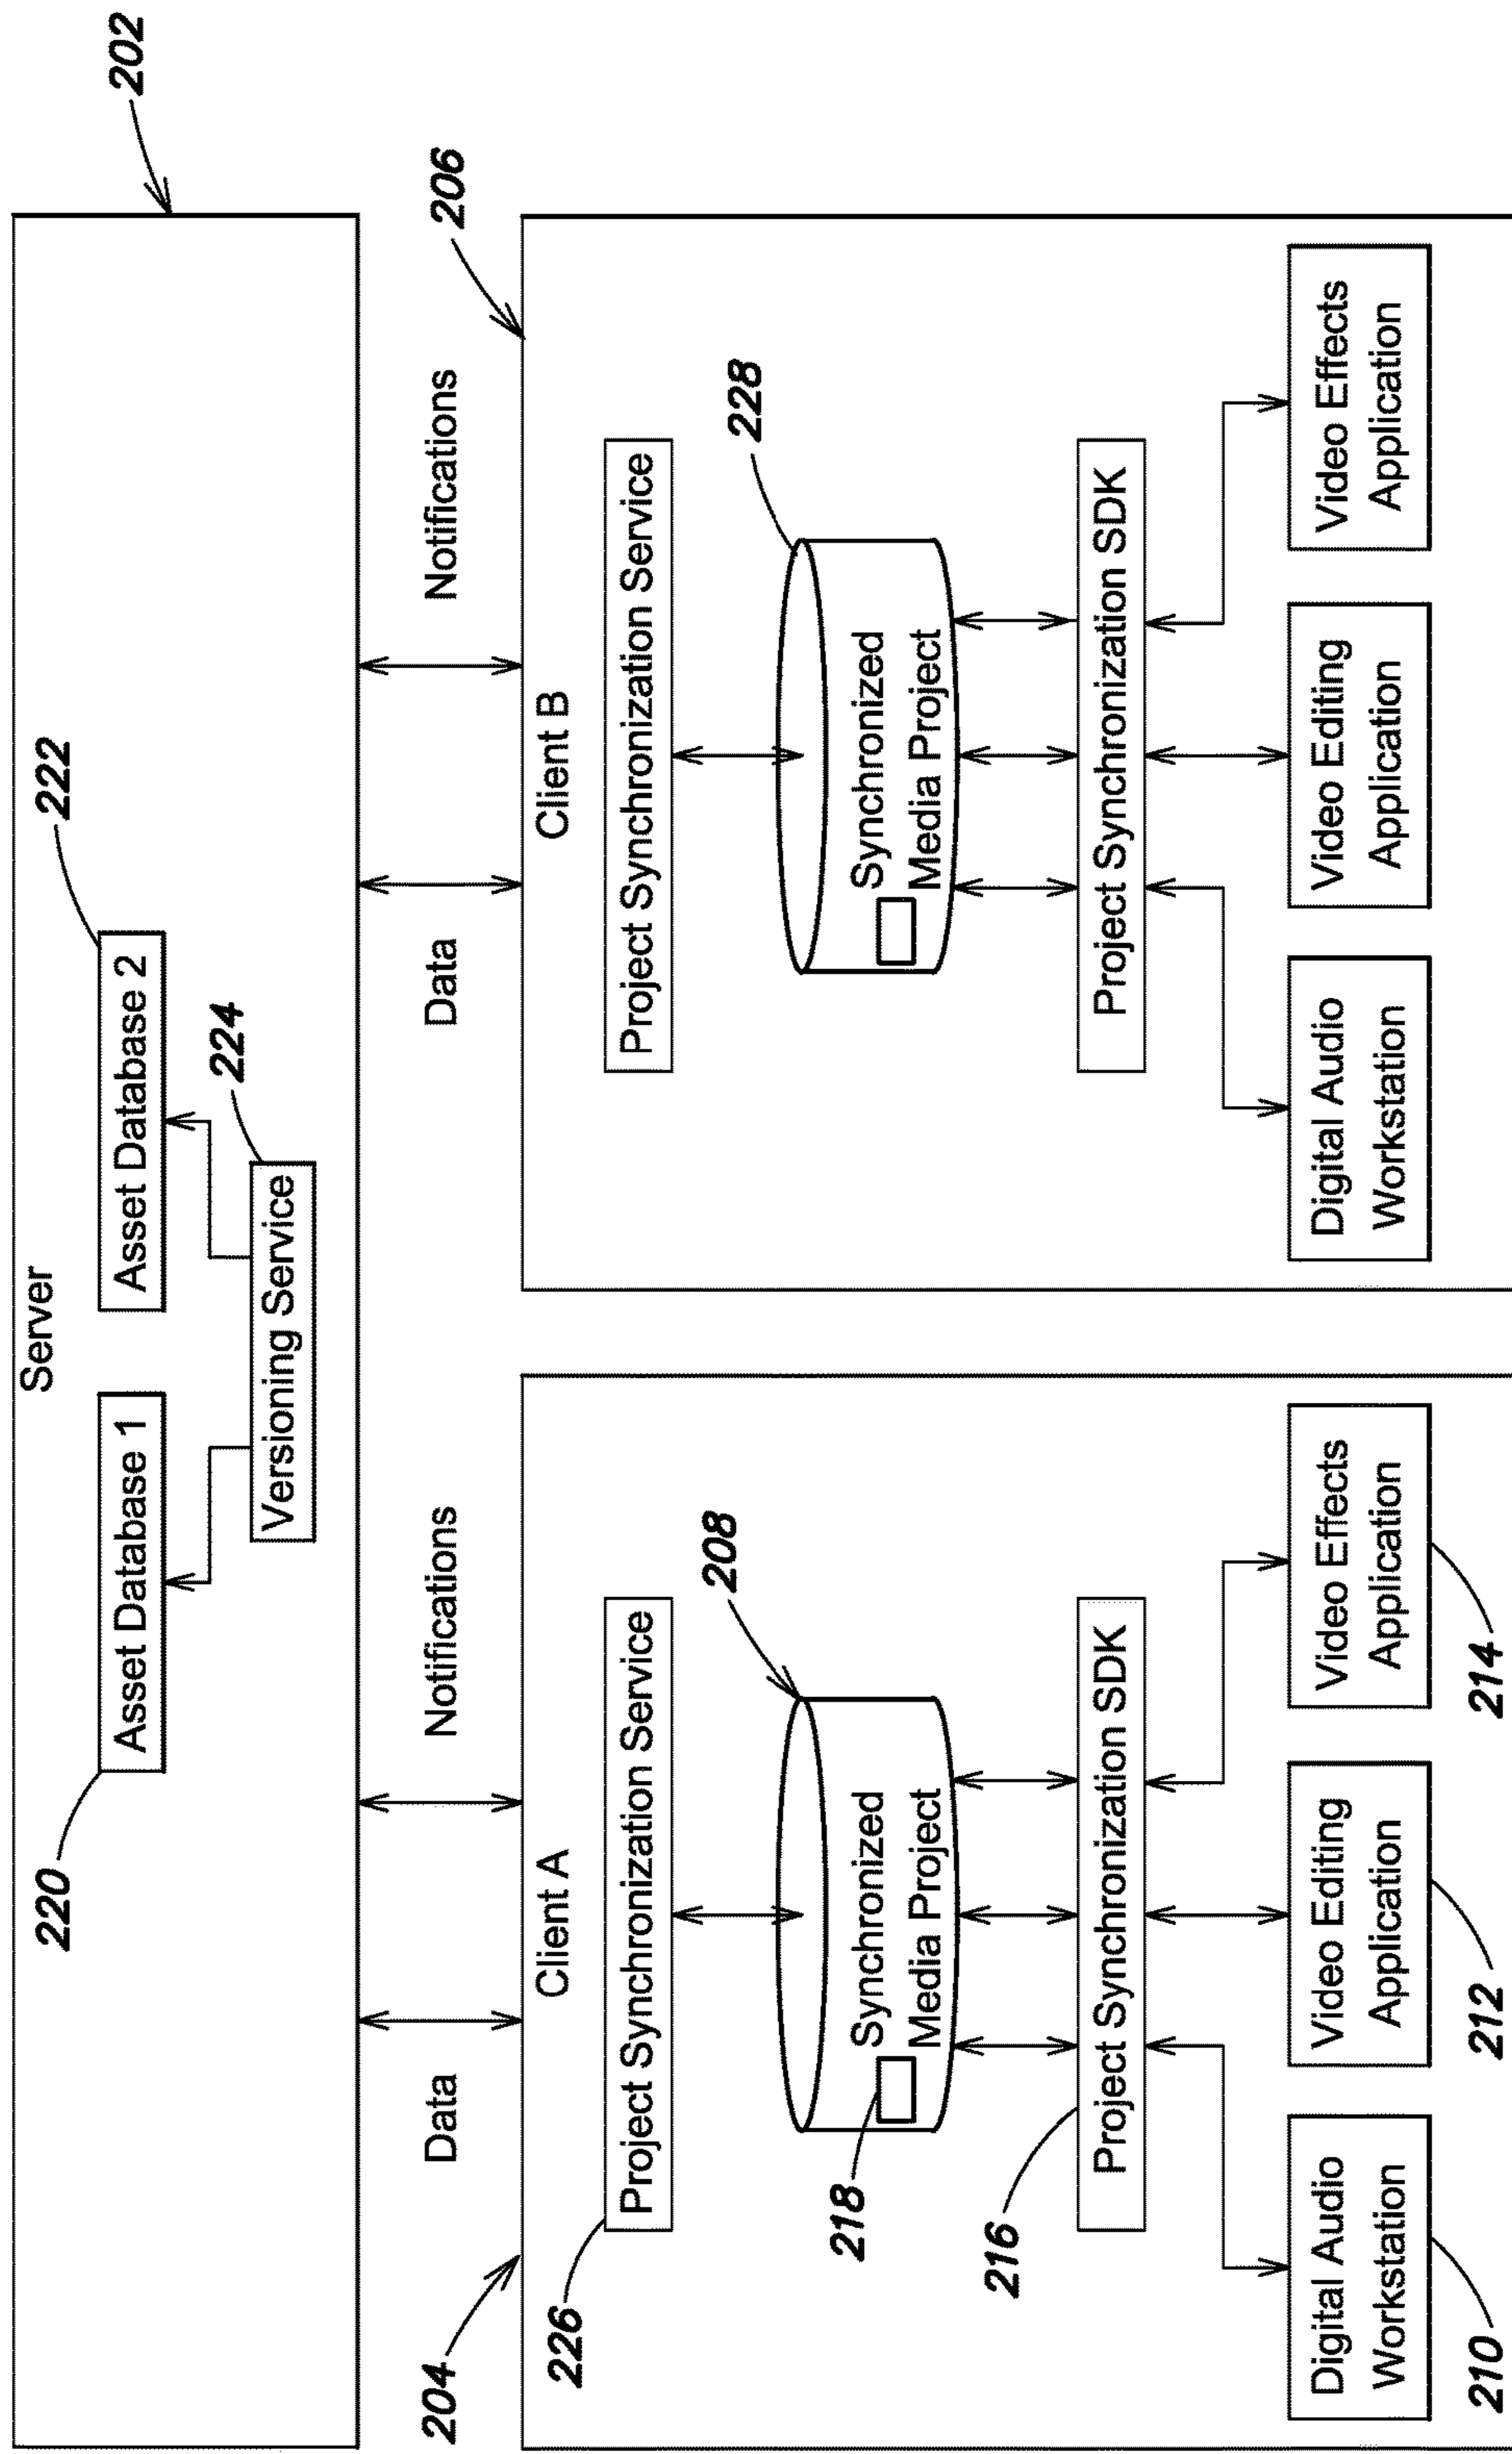 202
Server
220
Asset Database 1
Asset Database 2
222
Versioning Service
224
Data
Notifications
Data
Notifications
204
206
Client A
226
Project Synchronization Service
208
Synchronized
Media Project
218
216
Project Synchronization SDK
Digital Audio
Workstation
Video Editing
Application
Video Effects
Application
210
212
214
Client B
Project Synchronization Service
228
Synchronized
Media Project
Project Synchronization SDK
Digital Audio
Workstation
Video Editing
Application
Video Effects
Application